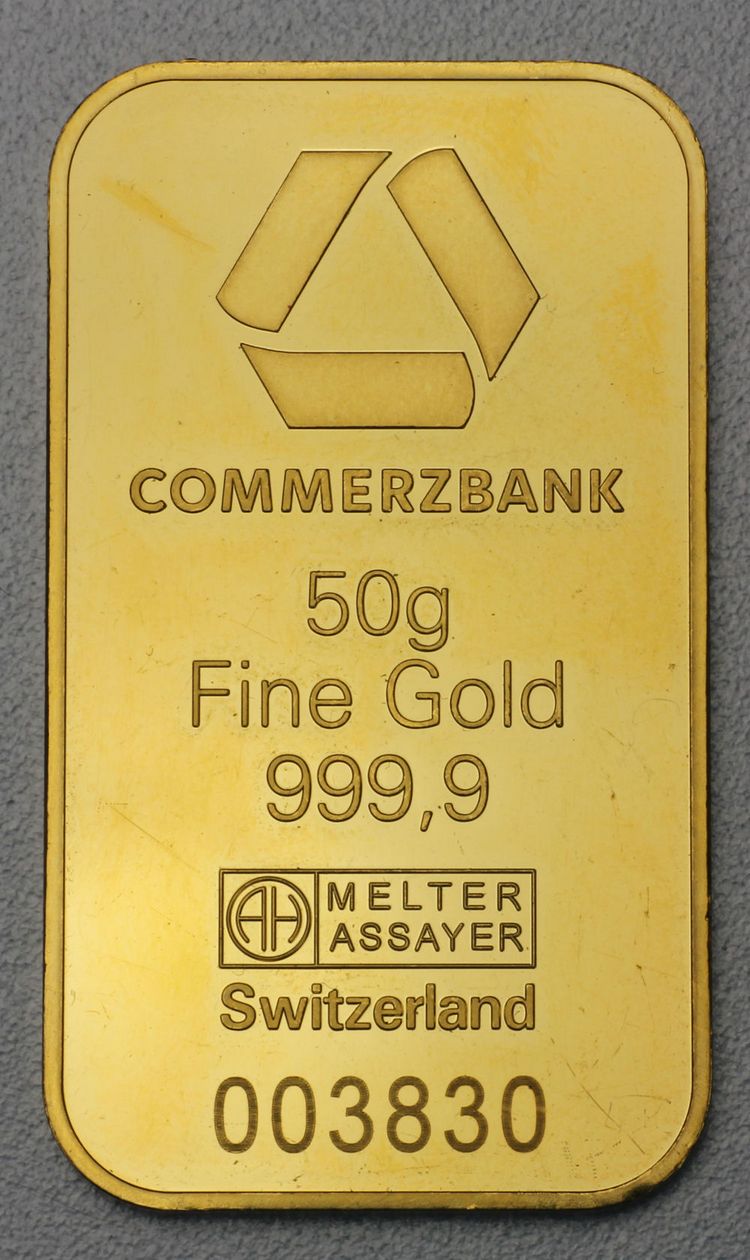 COMMERZBANK
50g
Fine Gold
999,9
AH MELTER
ASSAYER
Switzerland
003830